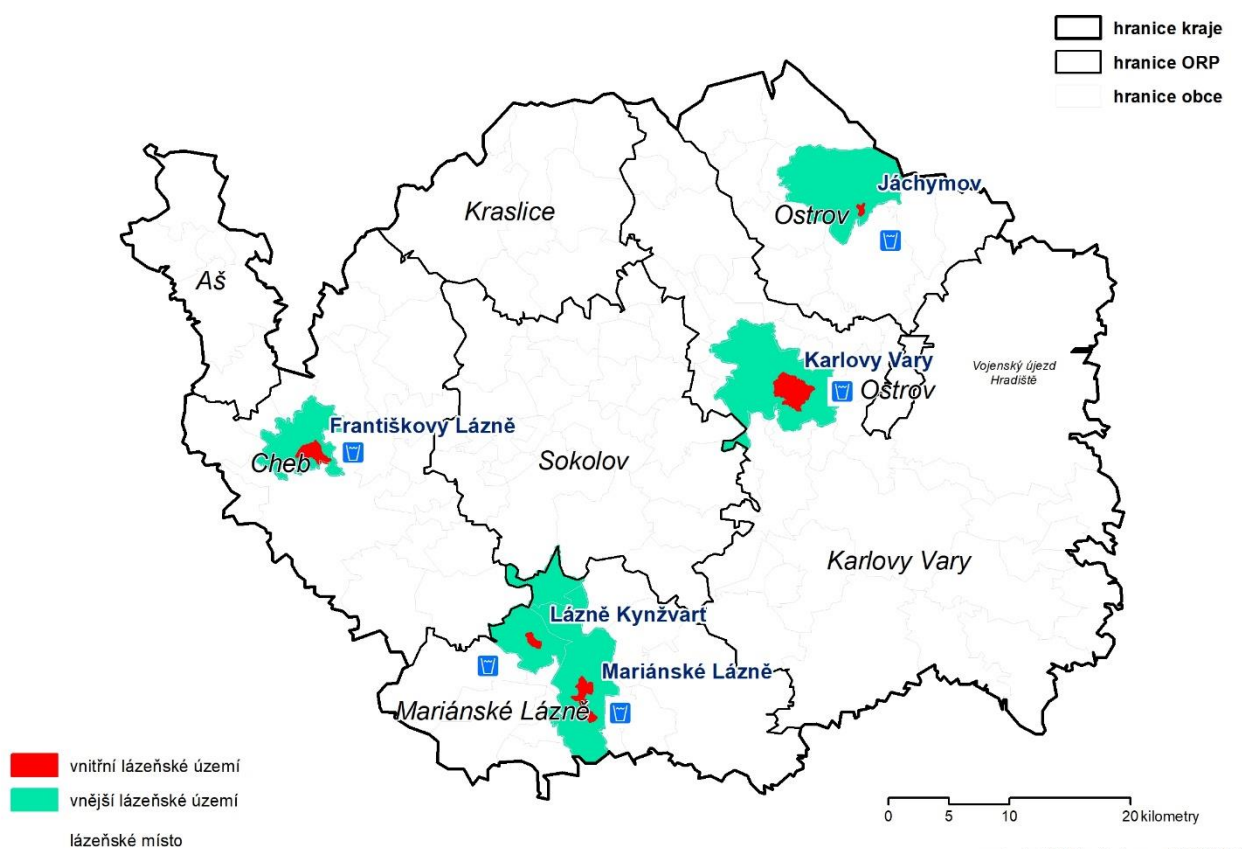 hranice kraje
hranice ORP
hranice obce
Jáchymov
Ostrov
Kraslice
Aš
Karlovy Vary
Ostrov
Vojenský újezd
Hradiště
Františkovy Lázně
Cheb
Sokolov
Karlovy Vary
Lázně Kynžvart
Mariánské Lázně
Mariánské Lázně
vnitřní lázeňské území
vnější lázeňské území
lázeňské místo
0 5 10 20 kilometry